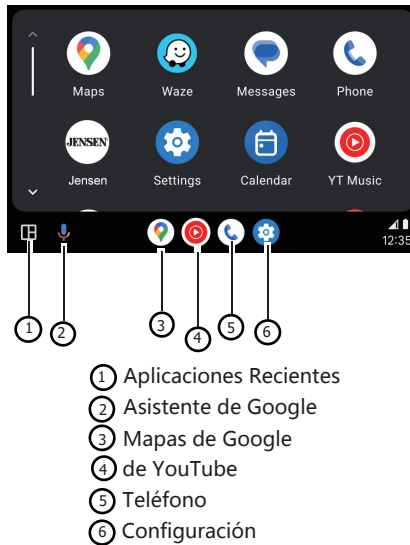 Maps Waze Messages Phone
JENSEN
Jensen Settings Calendar YT Music
12:35
1 2 3 4 5 6
1 Aplicaciones Recientes
2 Asistente de Google
3 Mapas de Google
4 de YouTube
5 Teléfono
6 Configuración